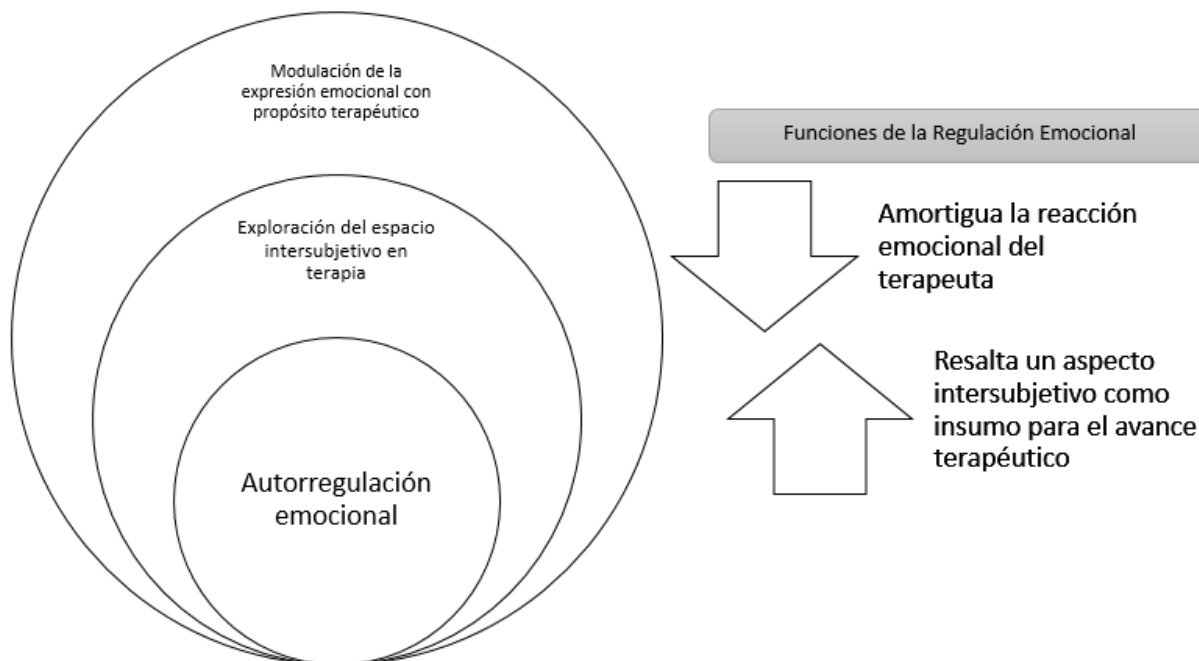 Modulación de la
expresión emocional con
propósito terapéutico
Exploración del espacio
intersubjetivo en
terapia
Autorregulación
emocional
Funciones de la Regulación Emocional
Amortigua la reacción
emocional del
terapeuta
Resalta un aspecto
intersubjetivo como
insumo para el avance
terapéutico